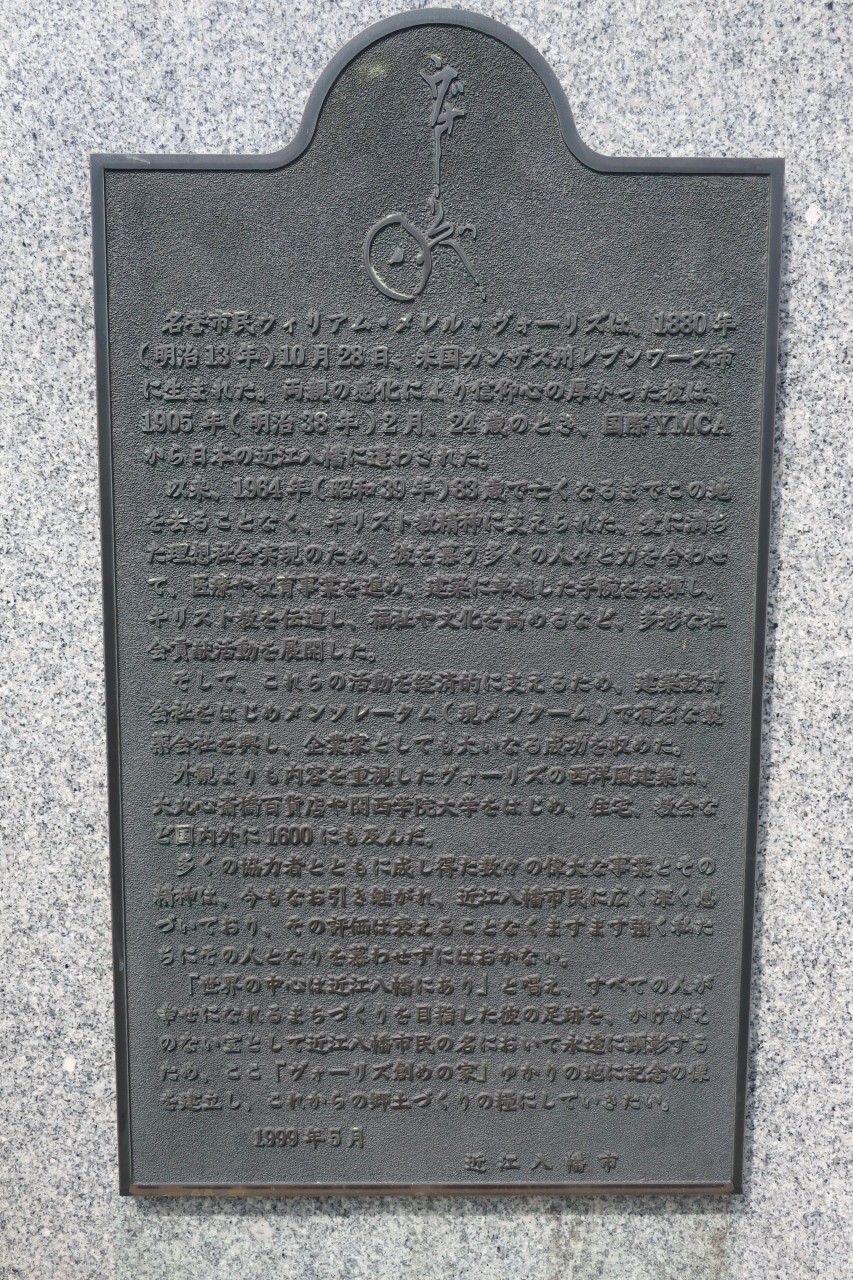 名誉市民ウィリアム・メレル・ヴォーリズは、1880年
(明治13年)10月28日、米国カンザス州レブンワース市
に生まれた。両親の感化により信仰心の厚かった彼は、
1905年(明治38年)2月、24歳のとき、国際YMCA
から日本の近江八幡に遣わされた。
以来、1964年(昭和39年)83歳で亡くなるまでこの地
を去ることなく、キリスト教精神に支えられた、愛に満ち
た理想社会実現のため、彼を慕う多くの人々と力を合わせ
て、医療や教育事業を進め、建築に卓越した手腕を発揮し、
キリスト教を伝道し、福祉や文化を高めるなど、多彩な社
会貢献活動を展開した。
そして、これらの活動を経済的に支えるため、建築設計
会社をはじめメンソレータム(現メンターム)で有名な製
薬会社を興し、企業家としても大いなる成功を収めた。
外観よりも内容を重視したヴォーリズの西洋風建築は、
大丸心斎橋百貨店や関西学院大学をはじめ、住宅、教会な
ど国内外に1600にも及んだ。
多くの協力者とともに成し得た数々の偉大な事業とその
精神は、今もなお引き継がれ、近江八幡市民に広く深く息
づいており、その評価は衰えることなくますます強く私た
ちにその人となりを慕わせずにはおかない。
「世界の中心は近江八幡にあり」と唱え、すべての人が
幸せになれるまちづくりを目指した彼の足跡を、かけがえ
のない宝として近江八幡市民の名において永遠に顕彰する
ため、ここ「ヴォーリズ創めの家」ゆかりの地に記念の碑
を建立し、これからの郷土づくりの糧にしていきたい。
1999年5月
近江八幡市